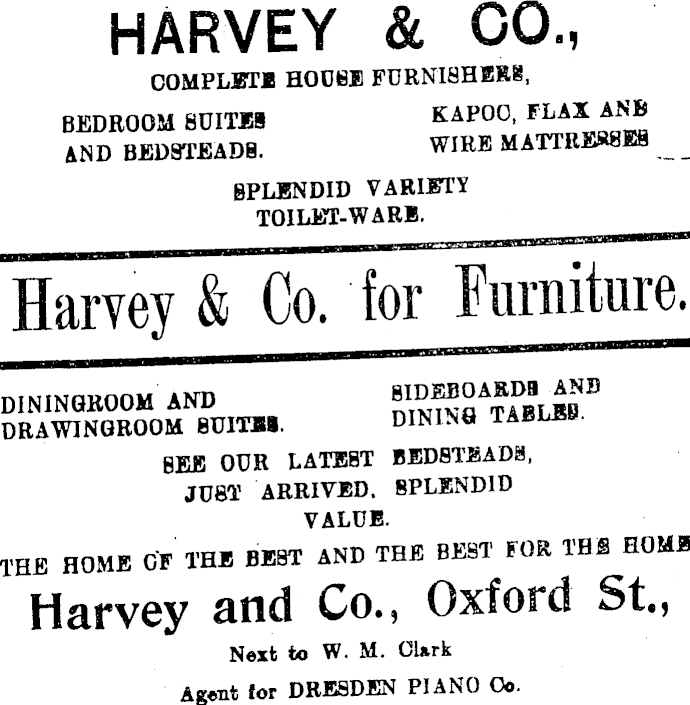 HARVEY & CO.,
COMPLETE HOUSE FURNISHERS,
BEDROOM SUITES
AND BEDSTEADS.
KAPOC, FLAX AND
WIRE MATTRESSES
SPLENDID VARIETY
TOILET-WARE.
Harvey & Co. for Furniture.
DININGROOM AND
DRAWINGROOM SUITES.
SIDEBOARDS AND
DINING TABLES.
SEE OUR LATEST BEDSTEADS,
JUST ARRIVED. SPLENDID
VALUE.
THE HOME OF THE BEST AND THE BEST FOR THE HOME
Harvey and Co., Oxford St.,
Next to W. M. Clark
Agent for DRESDEN PIANO Co.